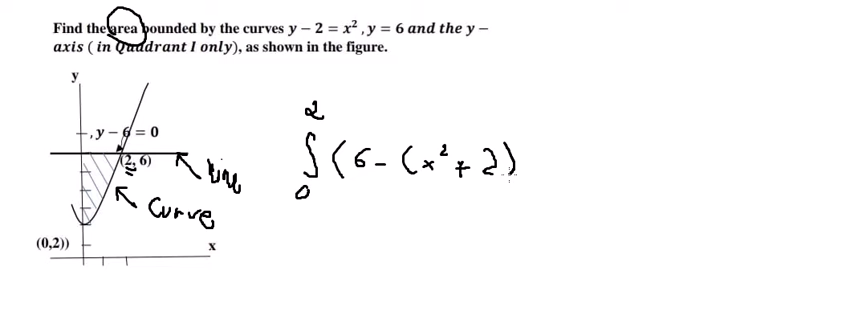 Find the area bounded by the curves y − 2 = x², y = 6 and the y −
axis ( in Quadrant I only), as shown in the figure.
y
, y − 6 = 0
(2, 6)
line
curve
(0,2))
x
2
∫ ( 6 - ( x² + 2 )
0